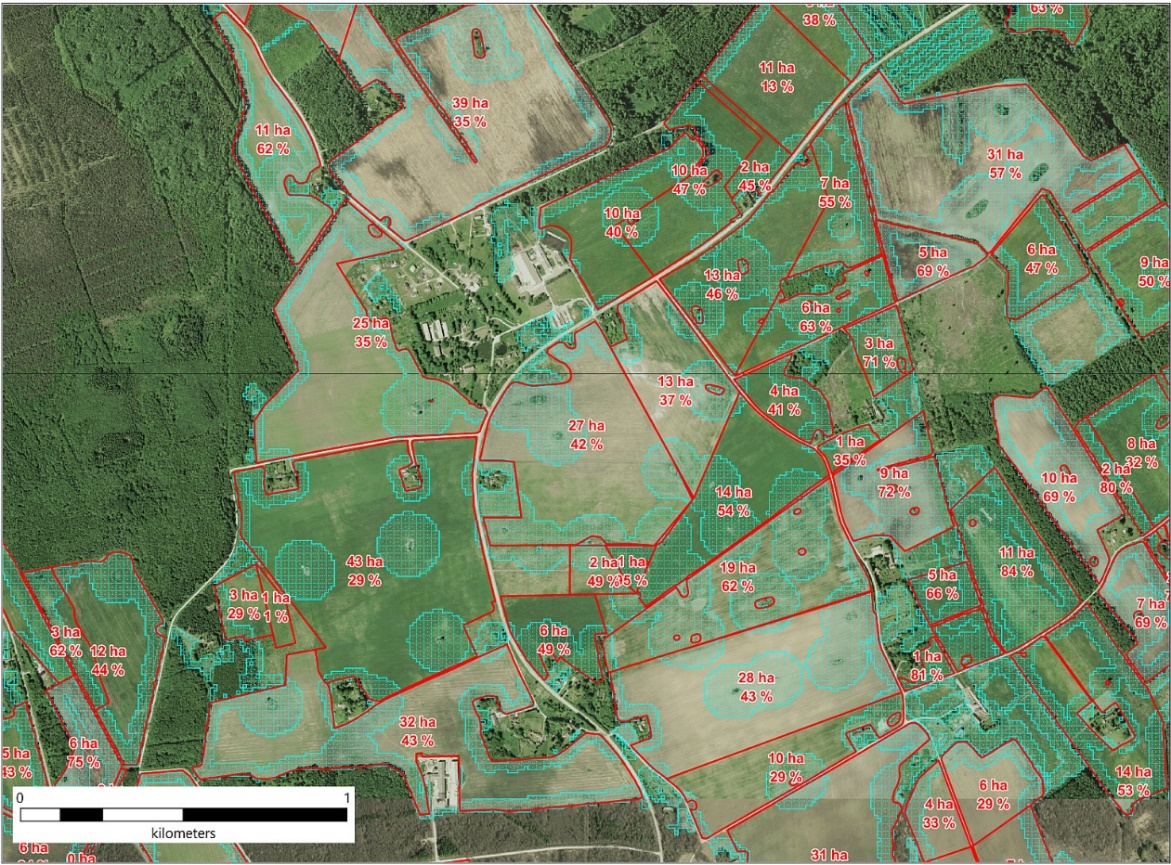 63 %
38 %
11 ha
13 %
39 ha
35 %
11 ha
62 %
31 ha
57 %
10 ha
47 %
2 ha
45 %
7 ha
55 %
10 ha
40 %
5 ha
69 %
6 ha
47 %
9 ha
50 %
13 ha
46 %
6 ha
63 %
25 ha
35 %
3 ha
71 %
13 ha
37 %
4 ha
41 %
27 ha
42 %
1 ha
35 %
8 ha
32 %
9 ha
72 %
10 ha
69 %
2 ha
80 %
14 ha
54 %
43 ha
29 %
2 ha
49 %
1 ha
35 %
19 ha
62 %
11 ha
84 %
5 ha
66 %
3 ha
29 %
1 ha
1 %
7 ha
69 %
3 ha
62 %
12 ha
44 %
6 ha
49 %
1 ha
81 %
28 ha
43 %
32 ha
43 %
5 ha
43 %
6 ha
75 %
10 ha
29 %
14 ha
53 %
6 ha
29 %
4 ha
33 %
0
1
kilometers
6 ha
0 ha
31 ha